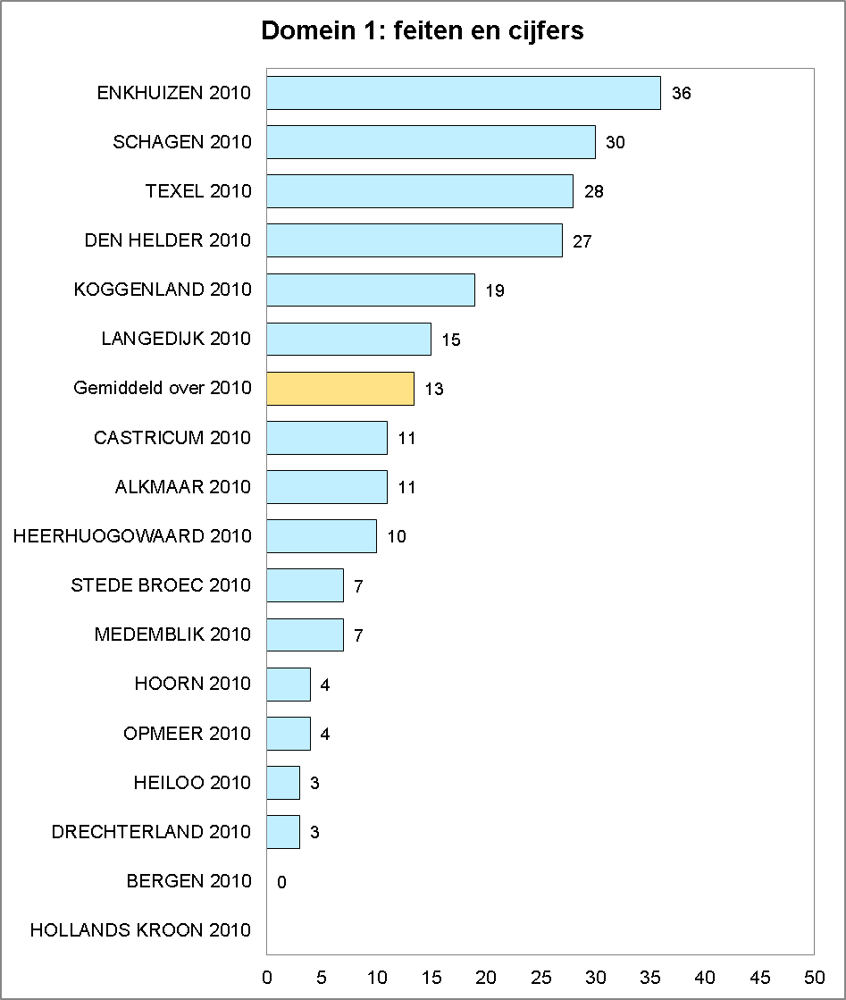 Domein 1: feiten en cijfers
ENKHUIZEN 2010 36
SCHAGEN 2010 30
TEXEL 2010 28
DEN HELDER 2010 27
KOGGENLAND 2010 19
LANGEDIJK 2010 15
Gemiddeld over 2010 13
CASTRICUM 2010 11
ALKMAAR 2010 11
HEERHUOGOWAARD 2010 10
STEDE BROEC 2010 7
MEDEMBLIK 2010 7
HOORN 2010 4
OPMEER 2010 4
HEILOO 2010 3
DRECHTERLAND 2010 3
BERGEN 2010 0
HOLLANDS KROON 2010
0 5 10 15 20 25 30 35 40 45 50